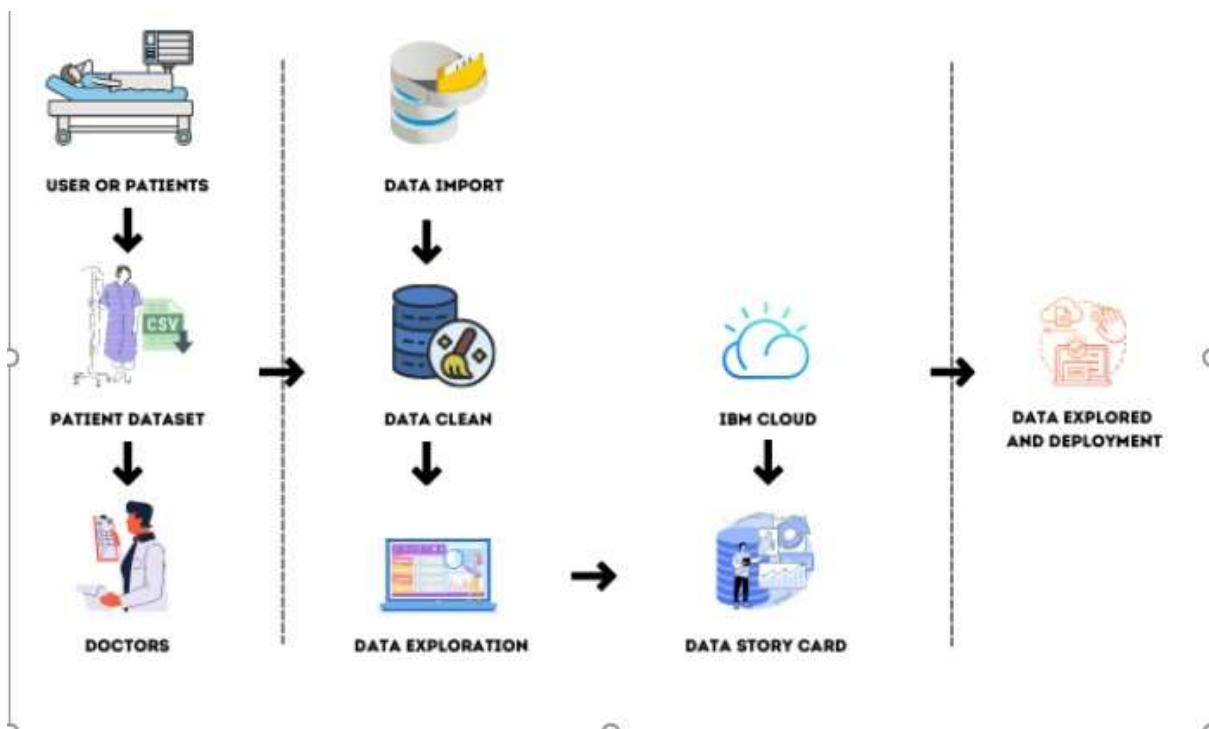 USER OR PATIENTS
CSV
PATIENT DATASET
DOCTORS
DATA IMPORT
DATA CLEAN
DATA EXPLORATION
IBM CLOUD
DATA STORY CARD
DATA EXPLORED
AND DEPLOYMENT